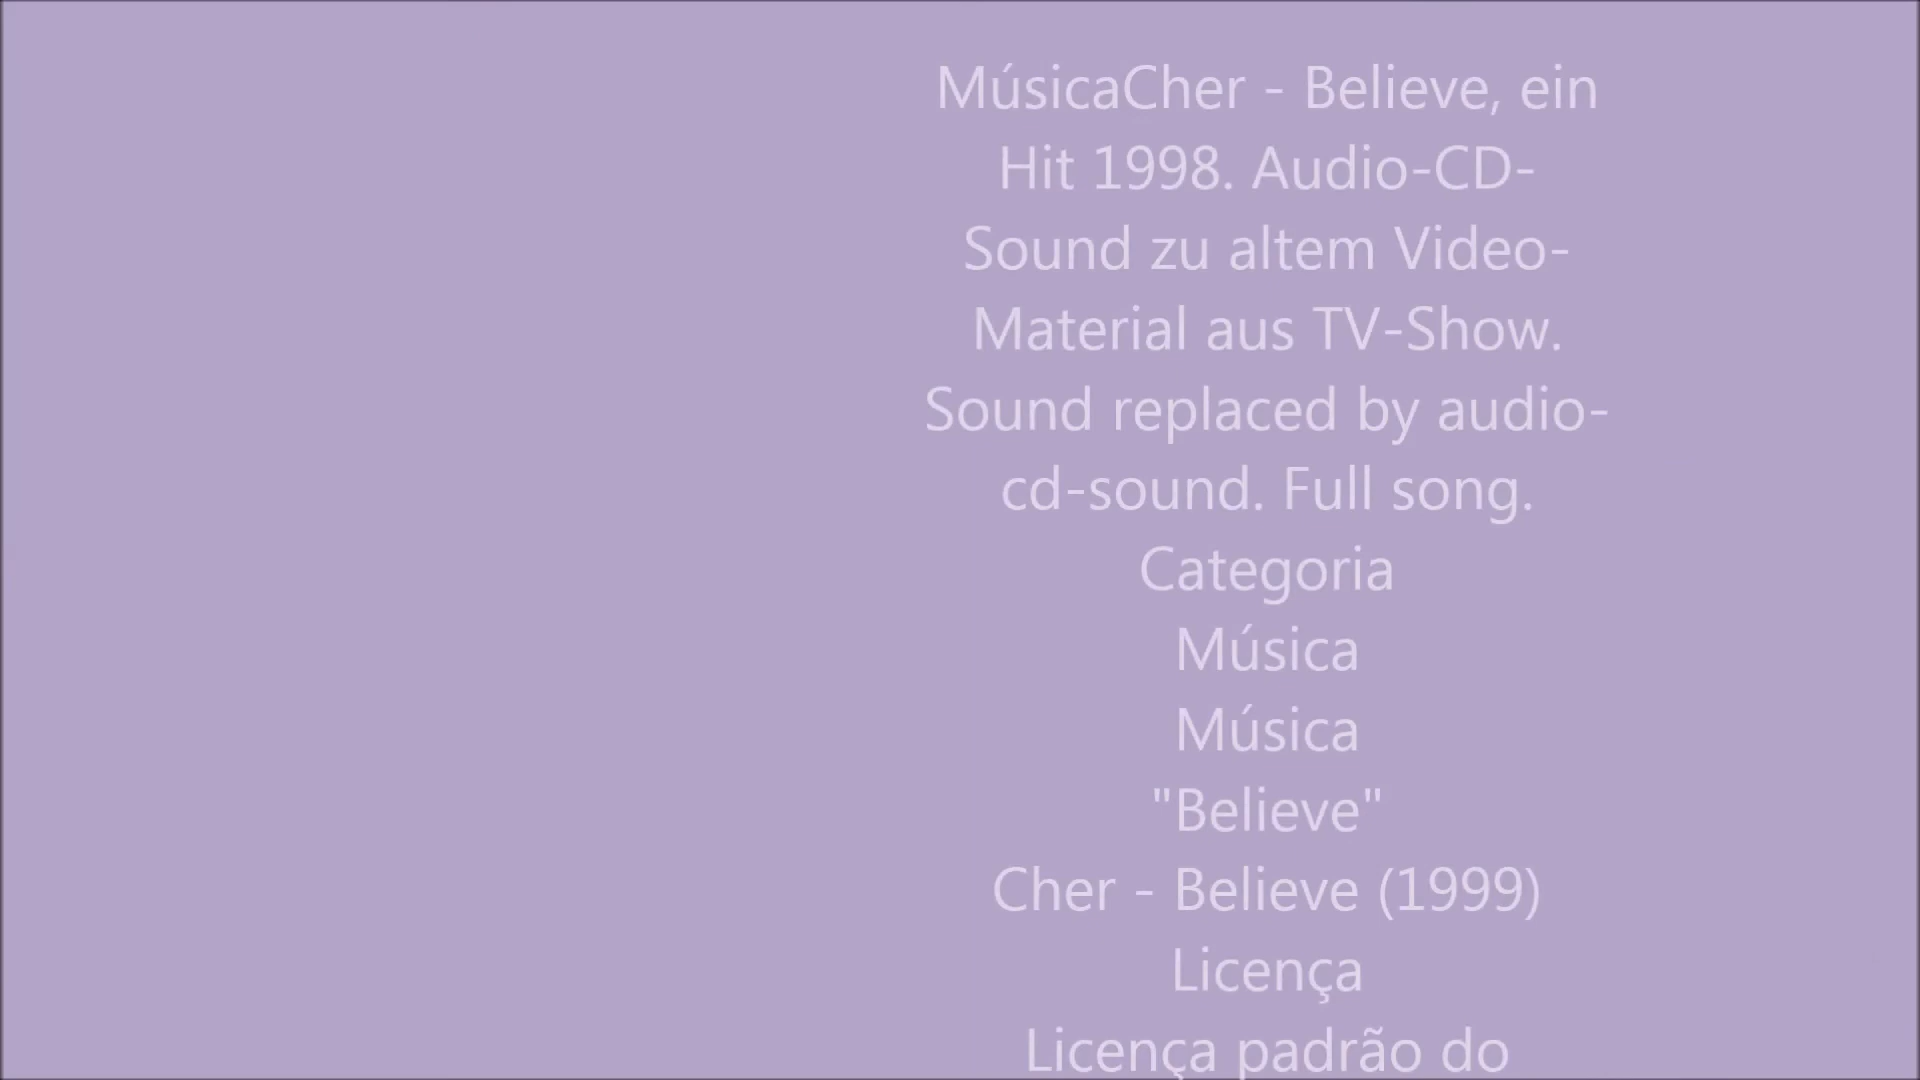 MúsicaCher - Believe, ein
Hit 1998. Audio-CD-
Sound zu altem Video-
Material aus TV-Show.
Sound replaced by audio-
cd-sound. Full song.
Categoria
Música
Música
"Believe"
Cher - Believe (1999)
Licença
Licença padrão do